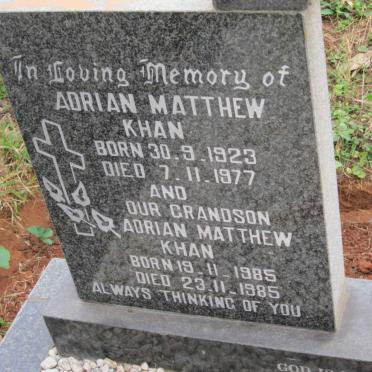 In Loving Memory of
ADRIAN MATTHEW
KHAN
BORN 30.9.1923
DIED 7.11.1977
AND
OUR GRANDSON
ADRIAN MATTHEW
KHAN
BORN 19.11.1985
DIED 23.11.1985
ALWAYS THINKING OF YOU
GOD